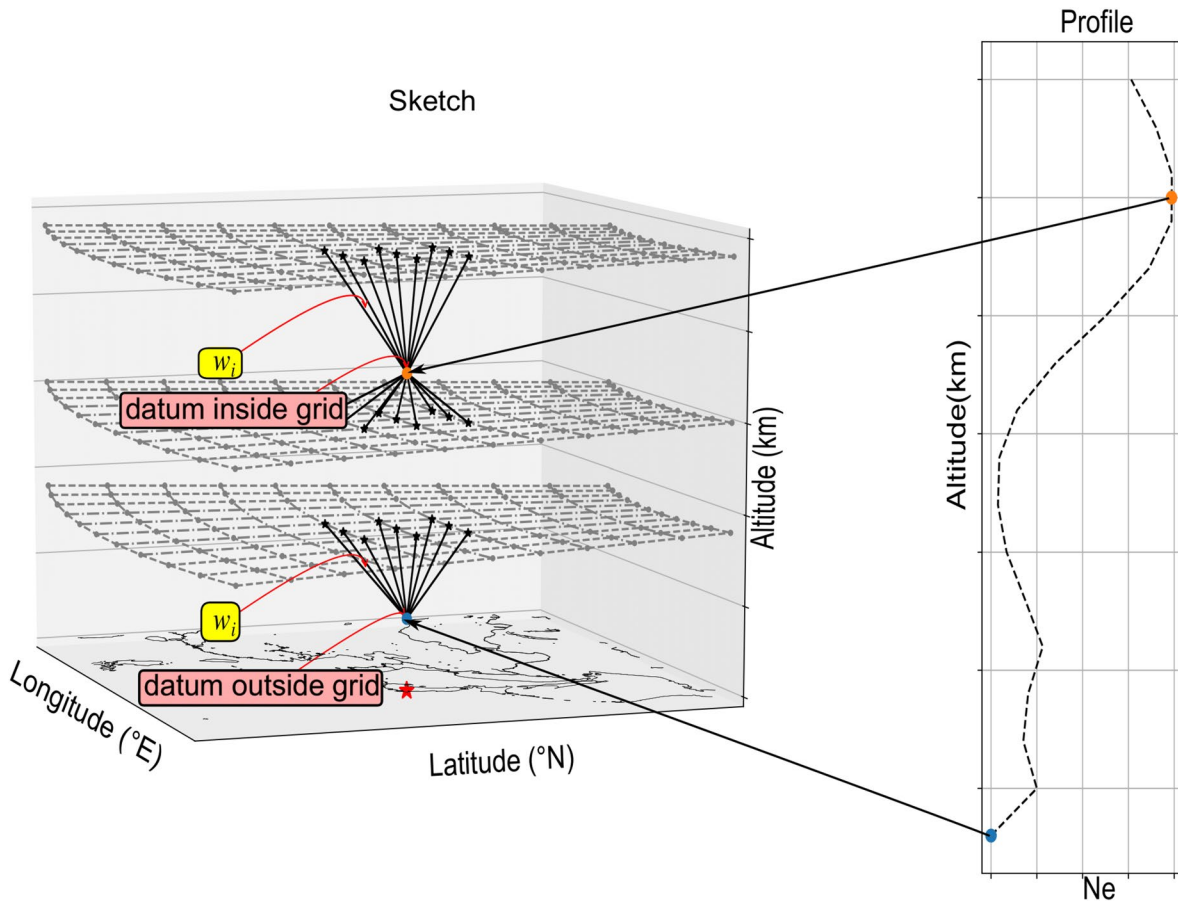 Profile
Sketch
w_i
datum inside grid
Altitude (km)
Altitude(km)
w_i
datum outside grid
Longitude (°E)
Latitude (°N)
Ne